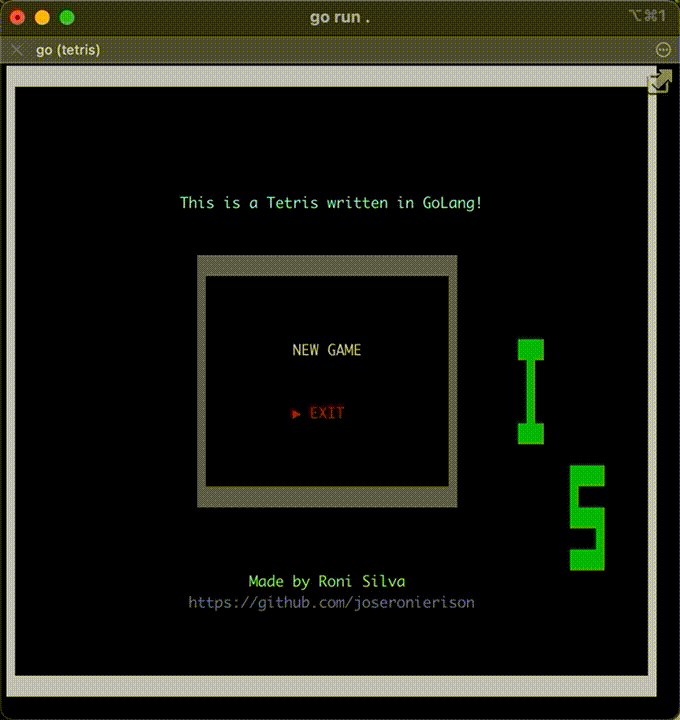 go run .
⌥⌘1
go (tetris)
This is a Tetris written in GoLang!
NEW GAME
▶ EXIT
I
S
Made by Roni Silva
https://github.com/joseronierison